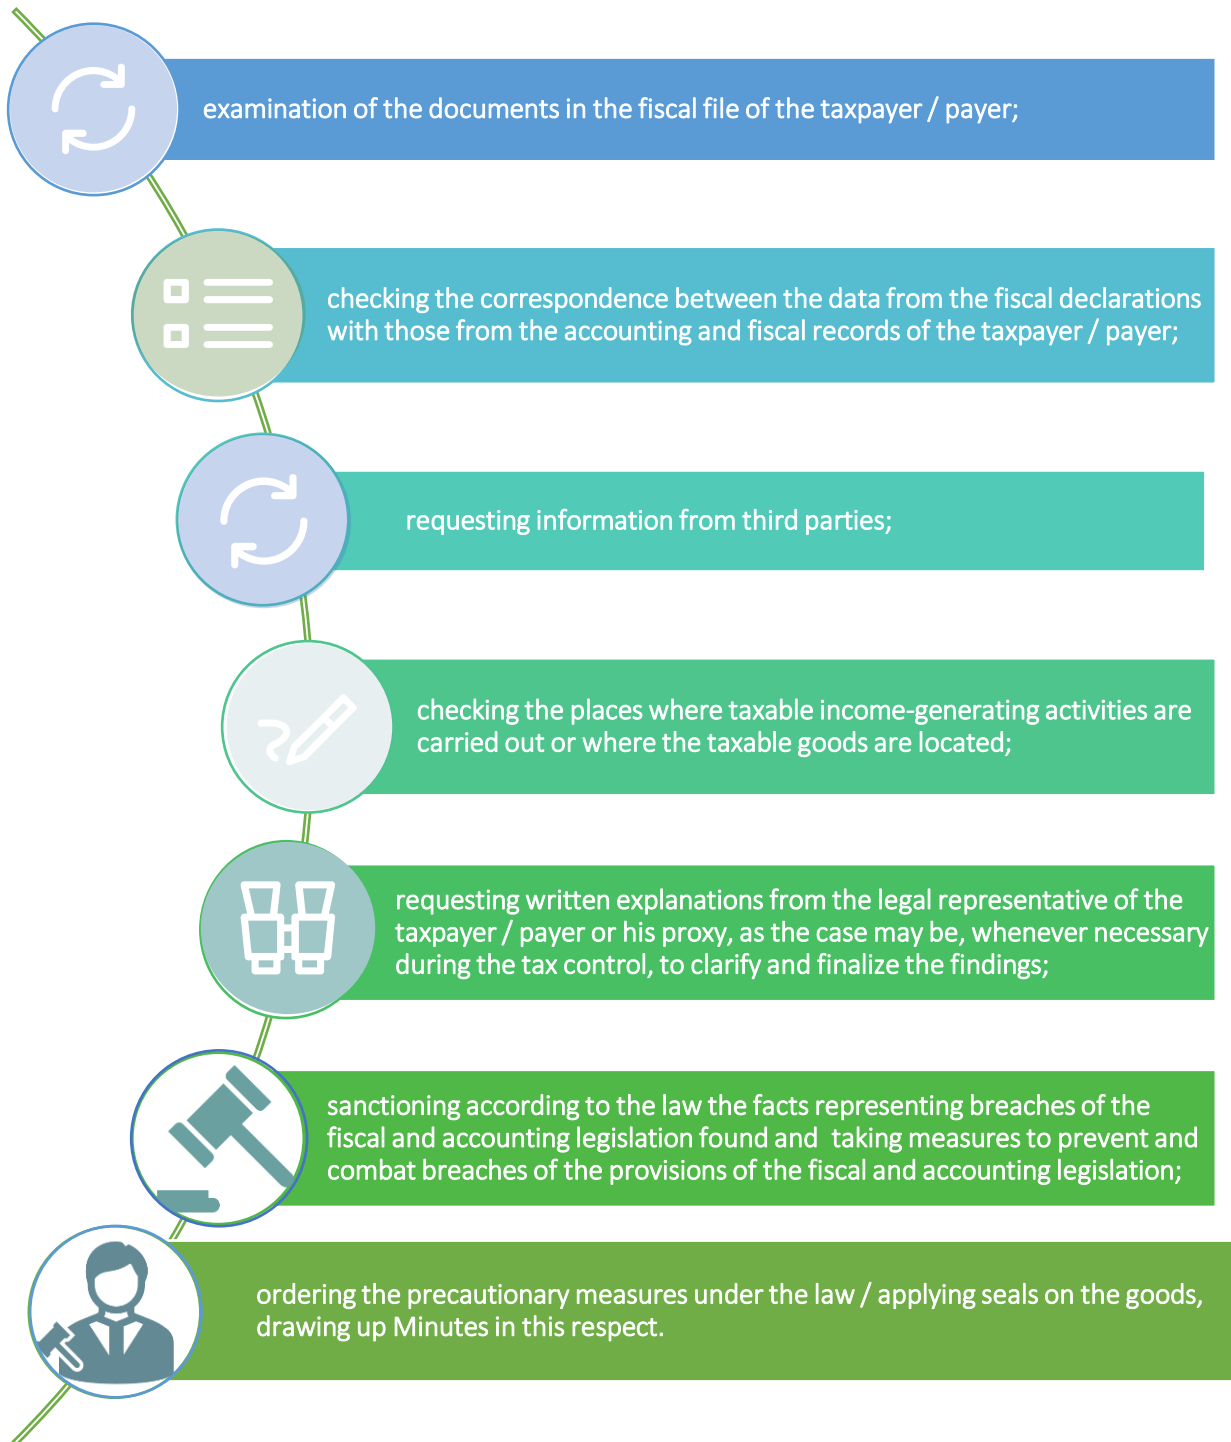 examination of the documents in the fiscal file of the taxpayer / payer;
checking the correspondence between the data from the fiscal declarations
with those from the accounting and fiscal records of the taxpayer / payer;
requesting information from third parties;
checking the places where taxable income-generating activities are
carried out or where the taxable goods are located;
requesting written explanations from the legal representative of the
taxpayer / payer or his proxy, as the case may be, whenever necessary
during the tax control, to clarify and finalize the findings;
sanctioning according to the law the facts representing breaches of the
fiscal and accounting legislation found and  taking measures to prevent and
combat breaches of the provisions of the fiscal and accounting legislation;
ordering the precautionary measures under the law / applying seals on the goods,
drawing up Minutes in this respect.